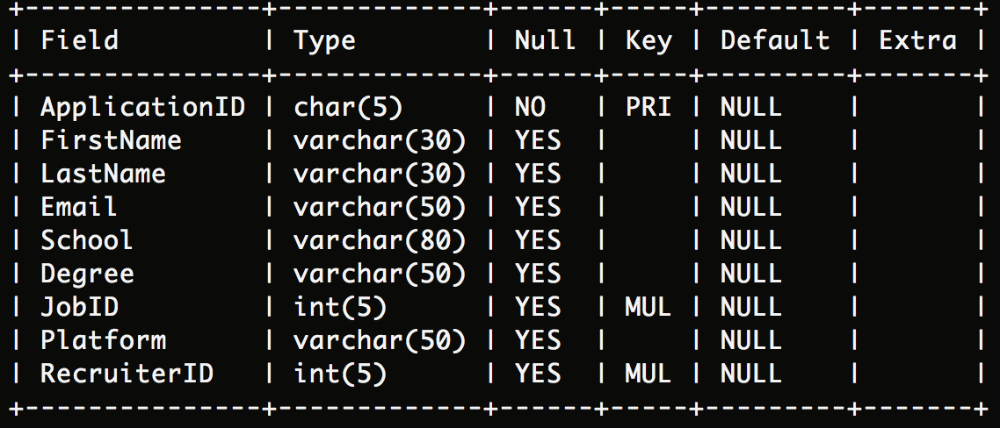 +---------------+-------------+------+-----+---------+-------+
| Field         | Type        | Null | Key | Default | Extra |
+---------------+-------------+------+-----+---------+-------+
| ApplicationID | char(5)     | NO   | PRI | NULL    |       |
| FirstName     | varchar(30) | YES  |     | NULL    |       |
| LastName      | varchar(30) | YES  |     | NULL    |       |
| Email         | varchar(50) | YES  |     | NULL    |       |
| School        | varchar(80) | YES  |     | NULL    |       |
| Degree        | varchar(50) | YES  |     | NULL    |       |
| JobID         | int(5)      | YES  | MUL | NULL    |       |
| Platform      | varchar(50) | YES  |     | NULL    |       |
| RecruiterID   | int(5)      | YES  | MUL | NULL    |       |
+---------------+-------------+------+-----+---------+-------+